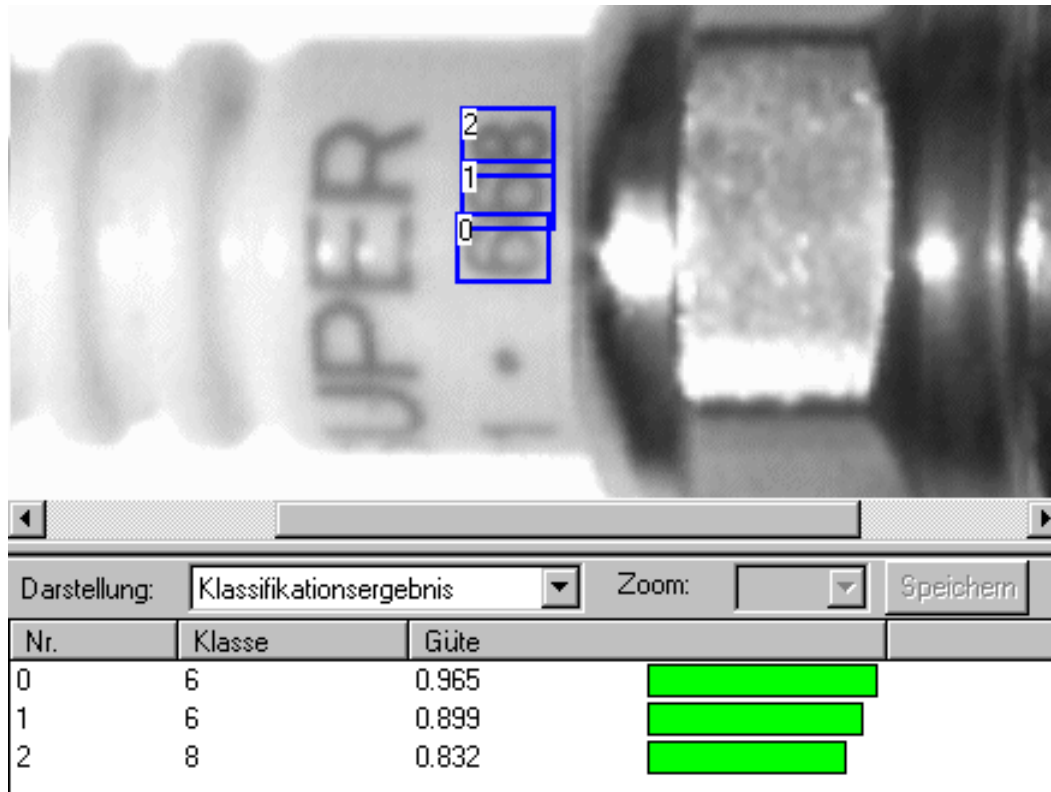 UPER
1 • 668
2
1
0
Darstellung: Klassifikationsergebnis Zoom: Speichern
Nr. Klasse Güte
0 6 0.965
1 6 0.899
2 8 0.832